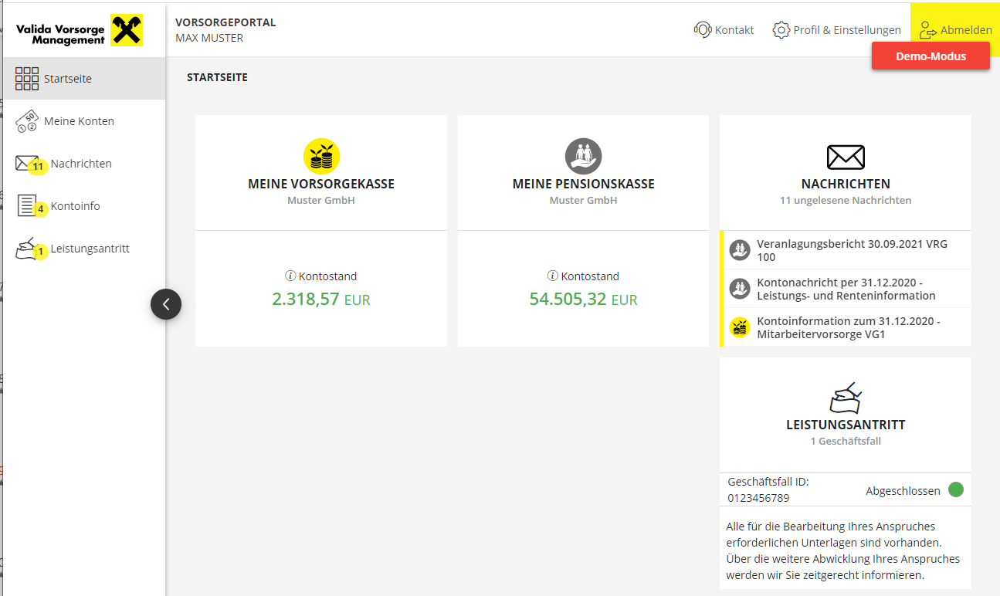 Valida Vorsorge
Management
VORSORGEPORTAL
MAX MUSTER
Kontakt
Profil & Einstellungen
Abmelden
Demo-Modus
Startseite
Meine Konten
11 Nachrichten
4 Kontoinfo
1 Leistungsantritt
STARTSEITE
MEINE VORSORGEKASSE
Muster GmbH
Kontostand
2.318,57 EUR
MEINE PENSIONSKASSE
Muster GmbH
Kontostand
54.505,32 EUR
NACHRICHTEN
11 ungelesene Nachrichten
Veranlagungsbericht 30.09.2021 VRG
100
Kontonachricht per 31.12.2020 -
Leistungs- und Renteninformation
Kontoinformation zum 31.12.2020 -
Mitarbeitervorsorge VG1
LEISTUNGSANTRITT
1 Geschäftsfall
Geschäftsfall ID:
0123456789
Abgeschlossen
Alle für die Bearbeitung Ihres Anspruches
erforderlichen Unterlagen sind vorhanden.
Über die weitere Abwicklung Ihres Anspruches
werden wir Sie zeitgerecht informieren.